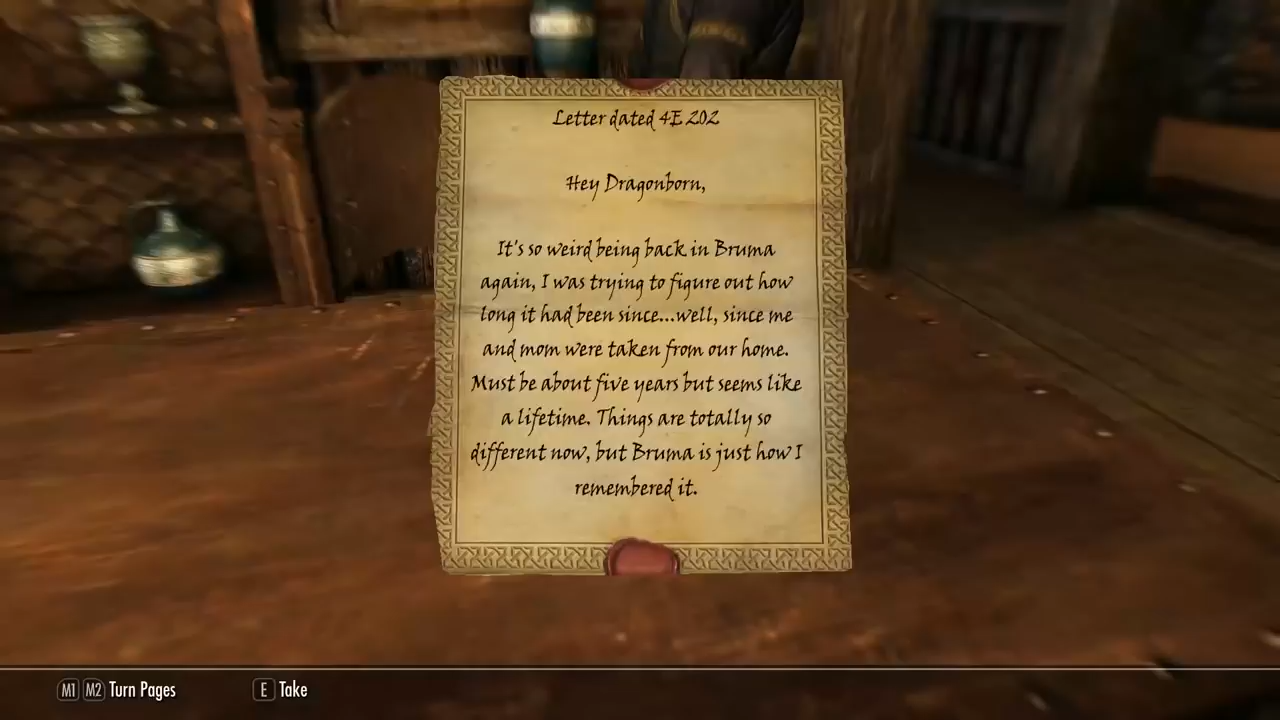 Letter dated 4E 202
Hey Dragonborn,
It's so weird being back in Bruma
again, I was trying to figure out how
long it had been since...well, since me
and mom were taken from our home.
Must be about five years but seems like
a lifetime. Things are totally so
different now, but Bruma is just how I
remembered it.
M1 M2 Turn Pages E Take